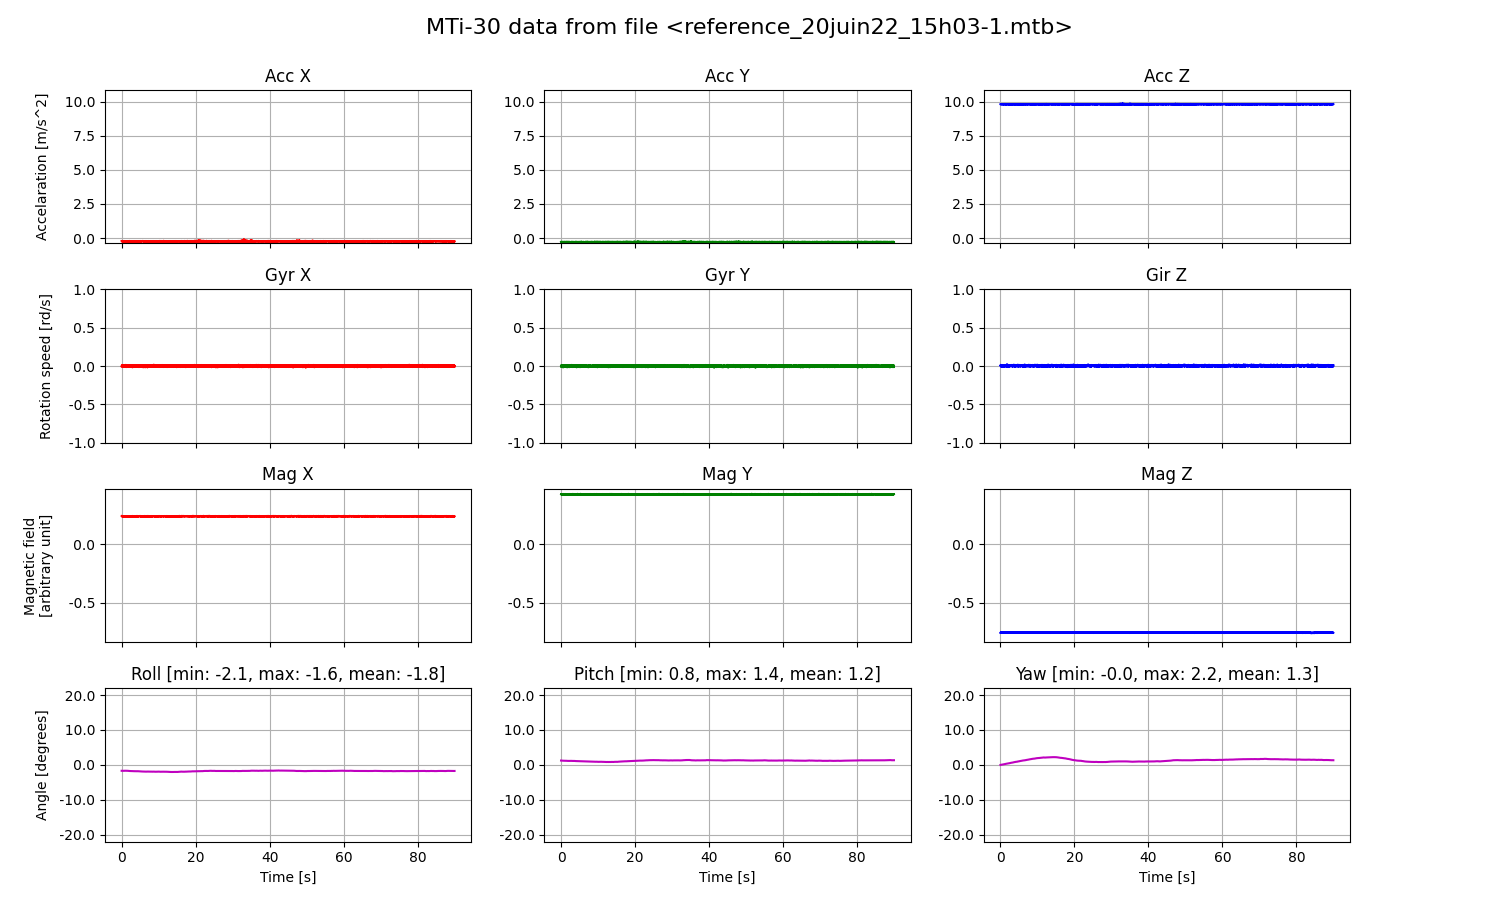 MTi-30 data from file <reference_20juin22_15h03-1.mtb>
Acc X
Acc Y
Acc Z
Accelaration [m/s^2]
10.0
7.5
5.0
2.5
0.0
10.0
7.5
5.0
2.5
0.0
10.0
7.5
5.0
2.5
0.0
Gyr X
Gyr Y
Gir Z
Rotation speed [rd/s]
1.0
0.5
0.0
-0.5
-1.0
1.0
0.5
0.0
-0.5
-1.0
1.0
0.5
0.0
-0.5
-1.0
Mag X
Mag Y
Mag Z
Magnetic field
[arbitrary unit]
0.0
-0.5
0.0
-0.5
0.0
-0.5
Roll [min: -2.1, max: -1.6, mean: -1.8]
Pitch [min: 0.8, max: 1.4, mean: 1.2]
Yaw [min: -0.0, max: 2.2, mean: 1.3]
Angle [degrees]
20.0
10.0
0.0
-10.0
-20.0
20.0
10.0
0.0
-10.0
-20.0
20.0
10.0
0.0
-10.0
-20.0
0 20 40 60 80
0 20 40 60 80
0 20 40 60 80
Time [s]
Time [s]
Time [s]